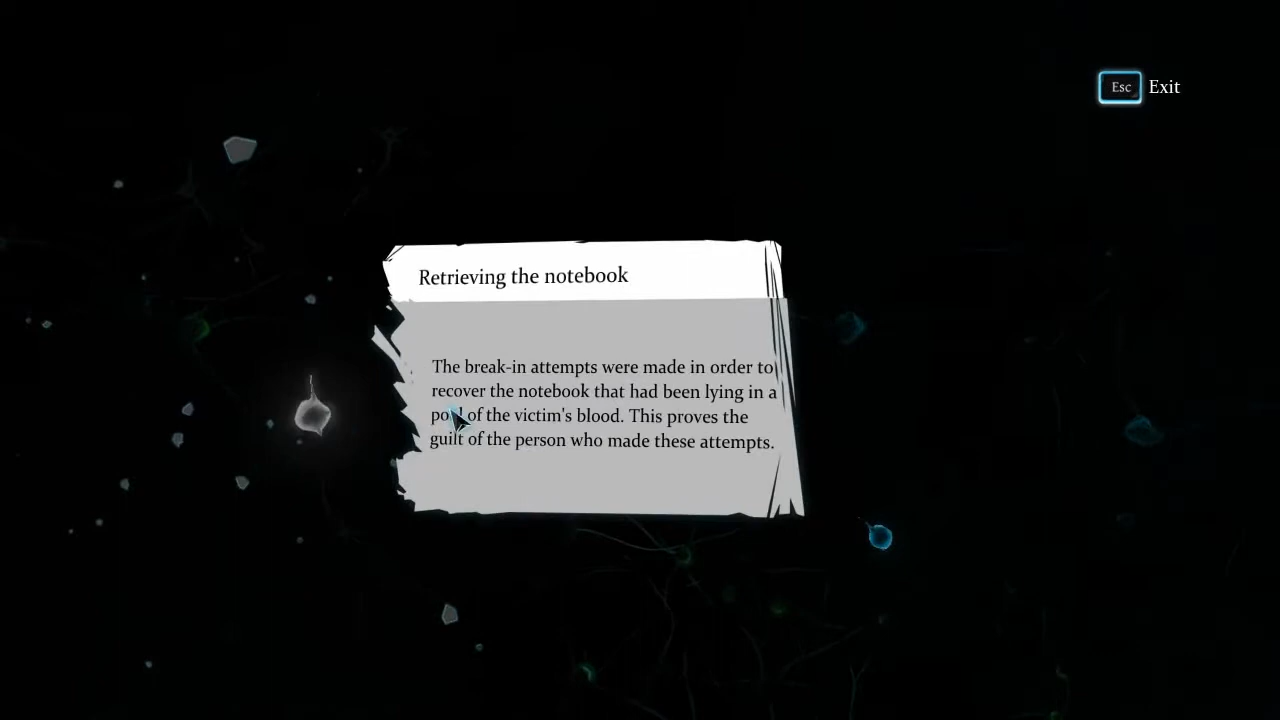 Esc Exit
Retrieving the notebook
The break-in attempts were made in order to
recover the notebook that had been lying in a
pool of the victim's blood. This proves the
guilt of the person who made these attempts.